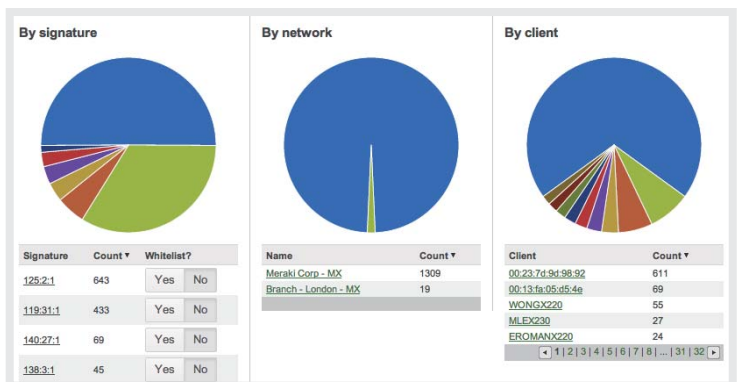 By signature
Signature Count ▼ Whitelist?
125:2:1 643 Yes No
119:31:1 433 Yes No
140:27:1 69 Yes No
138:3:1 45 Yes No
By network
Name Count ▼
Meraki Corp - MX 1309
Branch - London - MX 19
By client
Client Count ▼
00:23:7d:9d:98:92 611
00:13:fa:05:d5:4e 69
WONGX220 55
MLEX230 27
EROMANX220 24
1 | 2 | 3 | 4 | 5 | 6 | 7 | 8 | ... | 31 | 32